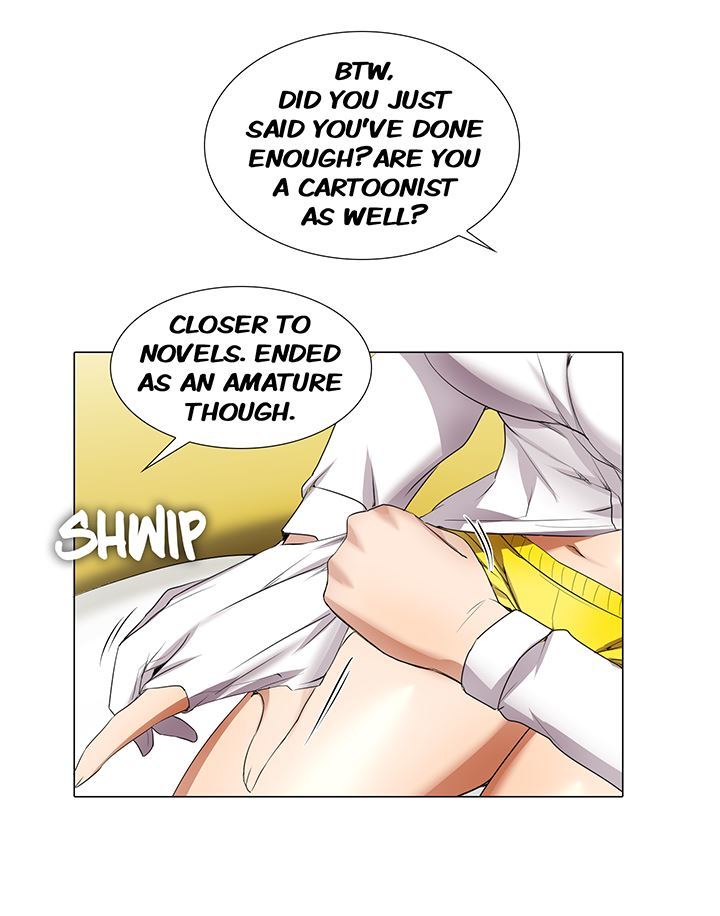 BTW,
DID YOU JUST
SAID YOU'VE DONE
ENOUGH? ARE YOU
A CARTOONIST
AS WELL?
CLOSER TO
NOVELS. ENDED
AS AN AMATURE
THOUGH.
SHWIP